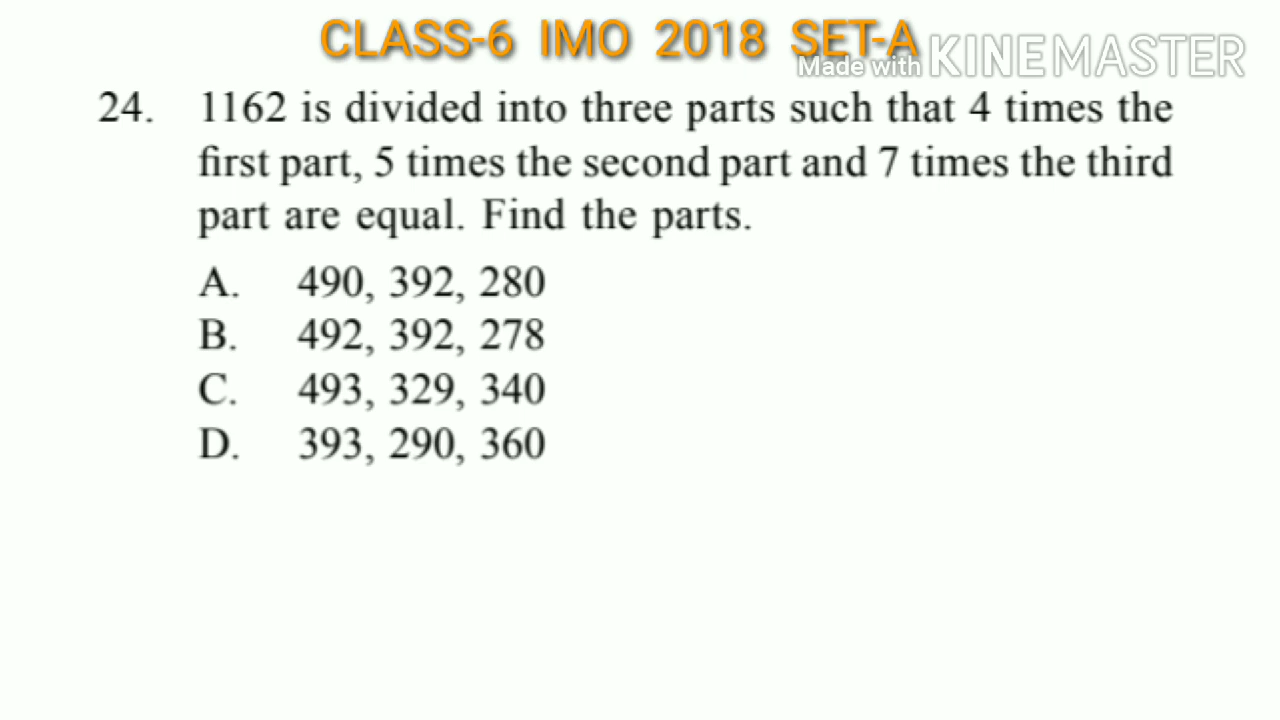 CLASS-6 IMO 2018 SET-A
Made with KINEMASTER
24. 1162 is divided into three parts such that 4 times the
first part, 5 times the second part and 7 times the third
part are equal. Find the parts.
A. 490, 392, 280
B. 492, 392, 278
C. 493, 329, 340
D. 393, 290, 360